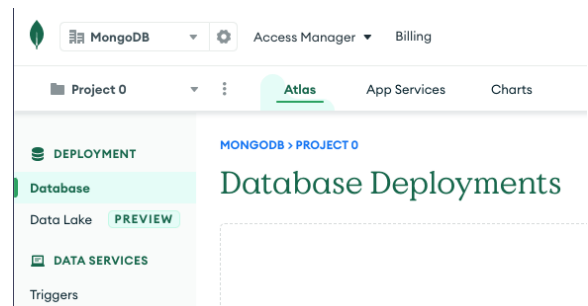 MongoDB
Access Manager
Billing
Project 0
Atlas
App Services
Charts
DEPLOYMENT
Database
Data Lake PREVIEW
DATA SERVICES
Triggers
MONGODB > PROJECT 0
Database Deployments